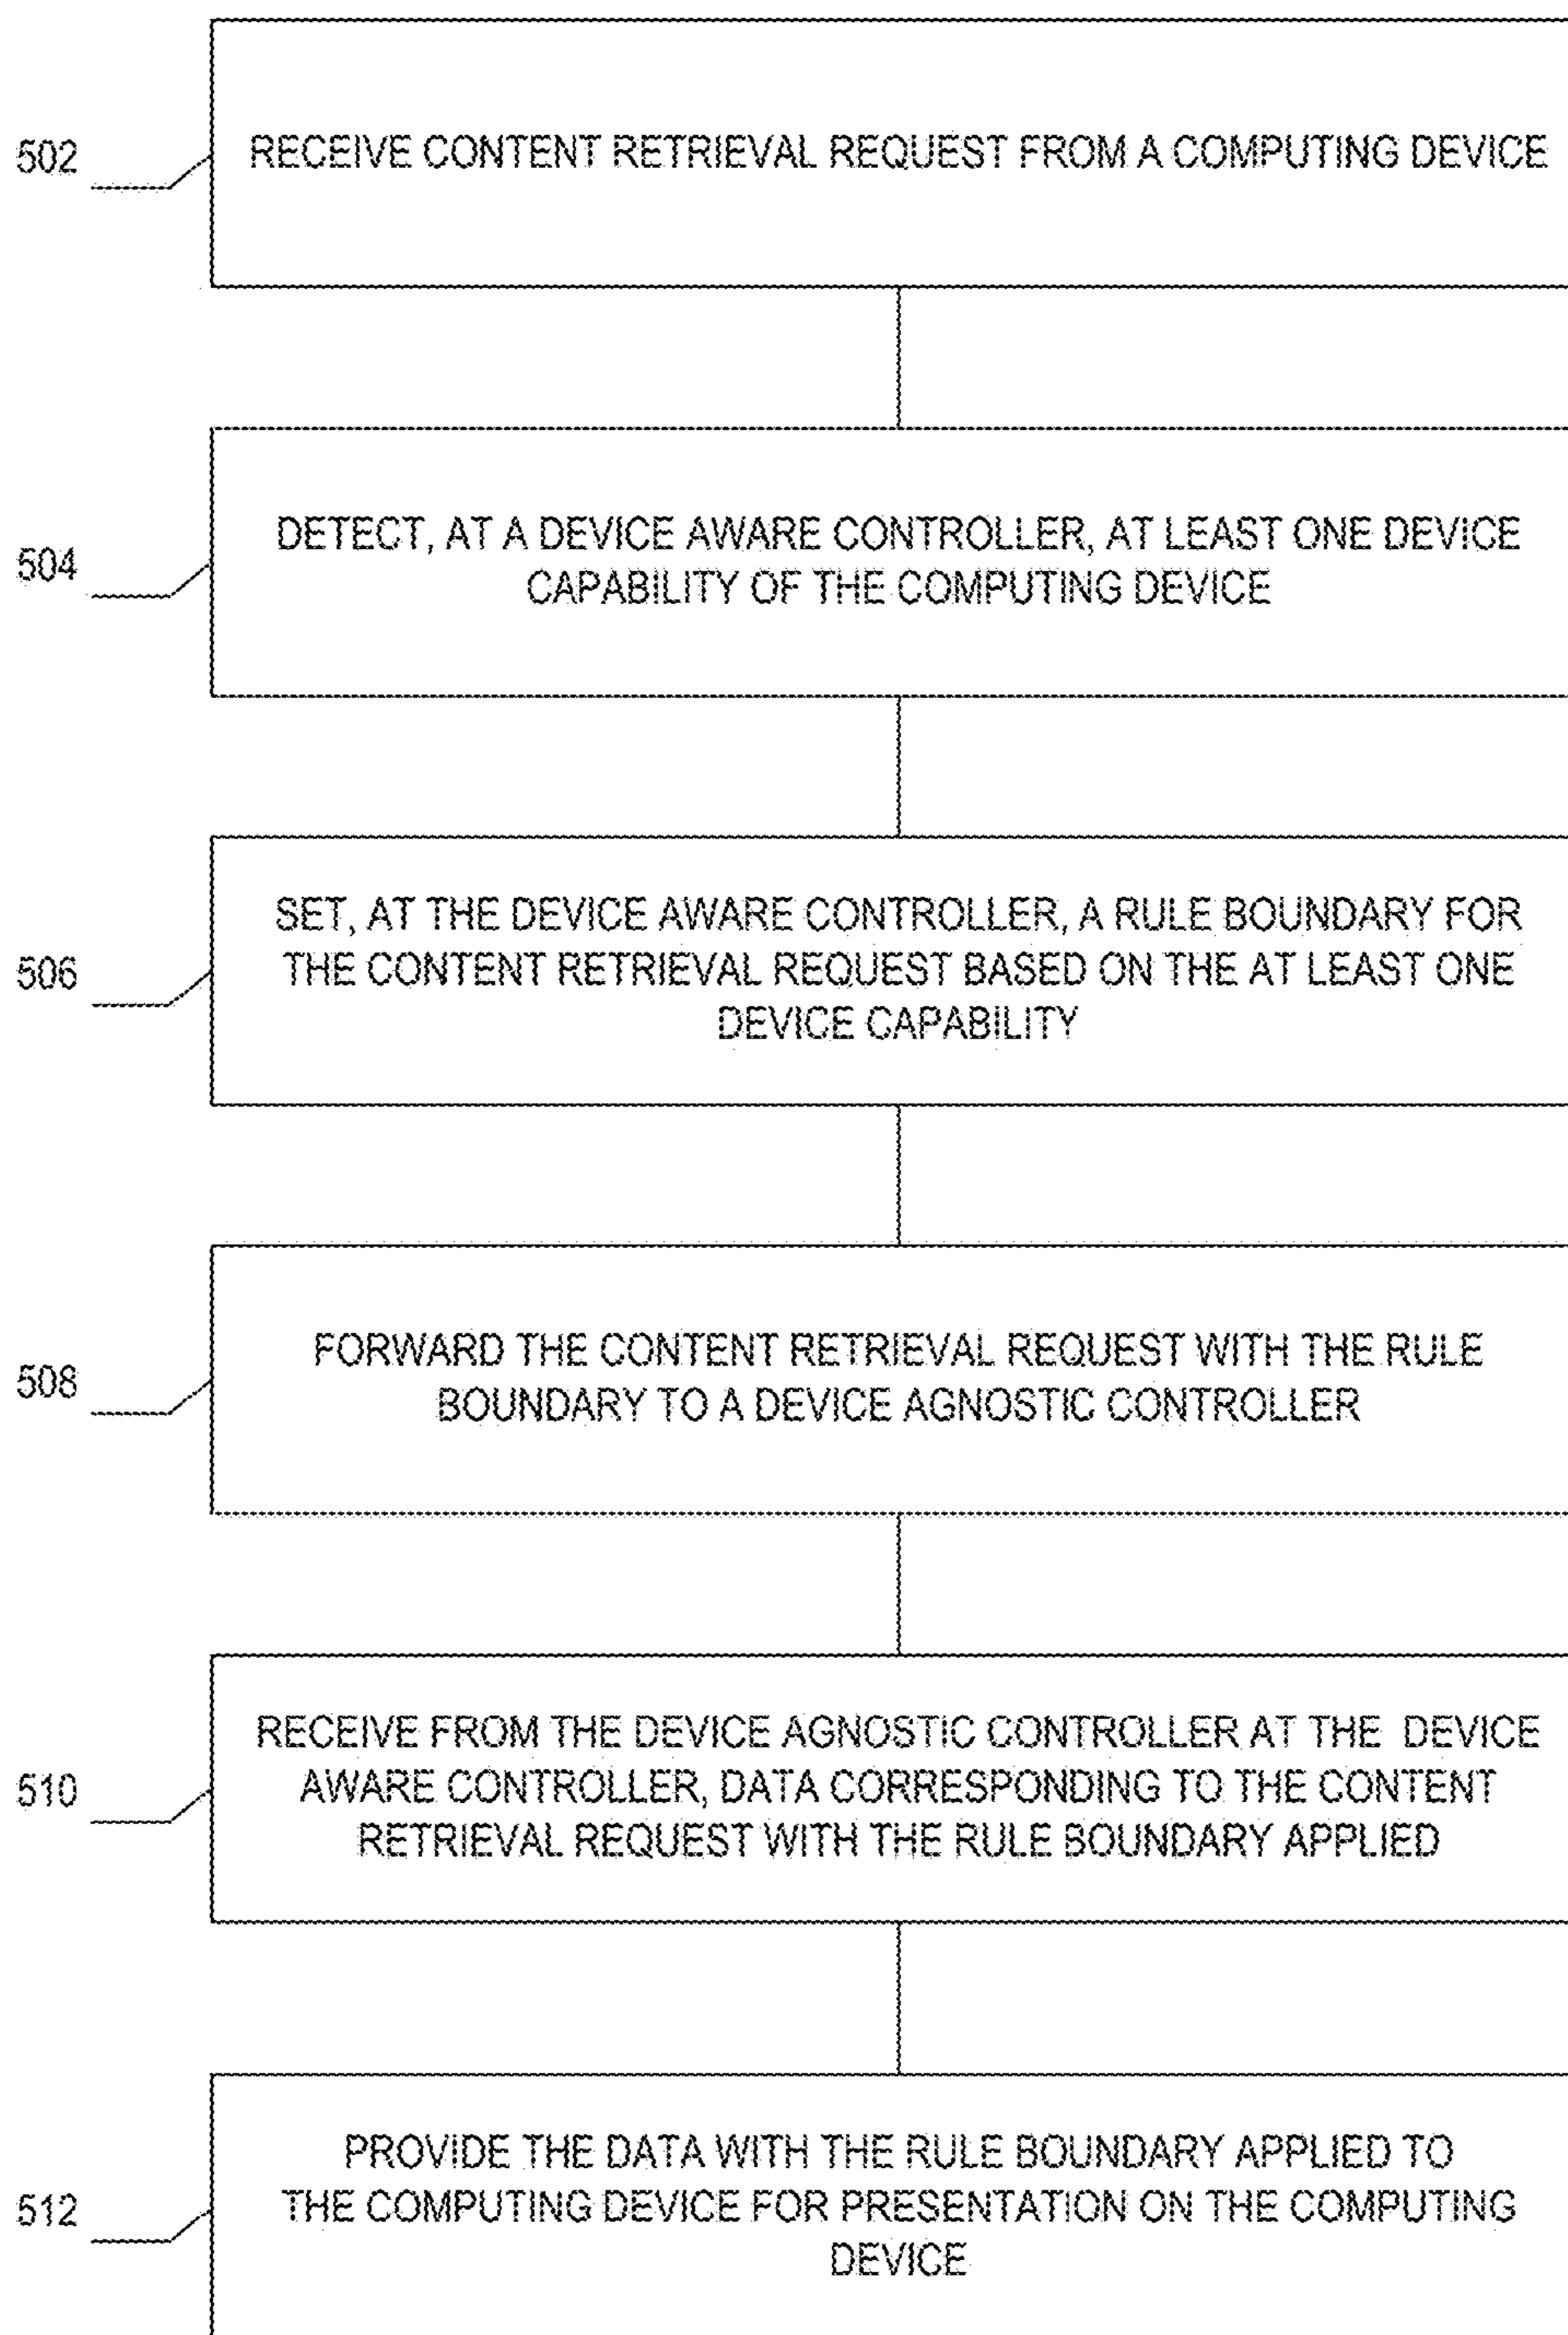 502
RECEIVE CONTENT RETRIEVAL REQUEST FROM A COMPUTING DEVICE
504
DETECT, AT A DEVICE AWARE CONTROLLER, AT LEAST ONE DEVICE
CAPABILITY OF THE COMPUTING DEVICE
506
SET, AT THE DEVICE AWARE CONTROLLER, A RULE BOUNDARY FOR
THE CONTENT RETRIEVAL REQUEST BASED ON THE AT LEAST ONE
DEVICE CAPABILITY
508
FORWARD THE CONTENT RETRIEVAL REQUEST WITH THE RULE
BOUNDARY TO A DEVICE AGNOSTIC CONTROLLER
510
RECEIVE FROM THE DEVICE AGNOSTIC CONTROLLER AT THE DEVICE
AWARE CONTROLLER, DATA CORRESPONDING TO THE CONTENT
RETRIEVAL REQUEST WITH THE RULE BOUNDARY APPLIED
512
PROVIDE THE DATA WITH THE RULE BOUNDARY APPLIED TO
THE COMPUTING DEVICE FOR PRESENTATION ON THE COMPUTING
DEVICE